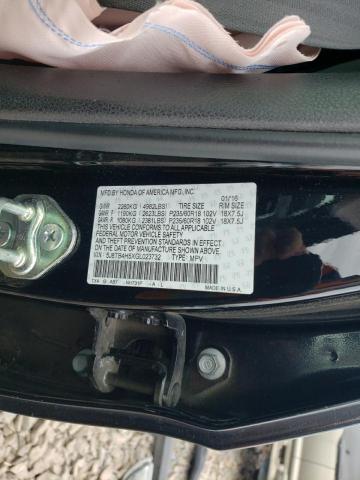 MFD.BY HONDA OF AMERICA MFG.,INC. 01/16
GVWR 2260KG( 4982LBS) TIRE SIZE RIM SIZE
GAWR F 1190KG( 2623LBS) P235/60R18 102V 18X7.5J
GAWR R 1080KG( 2381LBS) P235/60R18 102V 18X7.5J
THIS VEHICLE CONFORMS TO ALL APPLICABLE
FEDERAL MOTOR VEHICLE SAFETY
STANDARDS IN EFFECT ON THE DATE OF
MANUFACTURE SHOWN ABOVE.
V.I.N: 5J8TB4H5XGL023732 TYPE: MPV
MADE IN U.S.A.